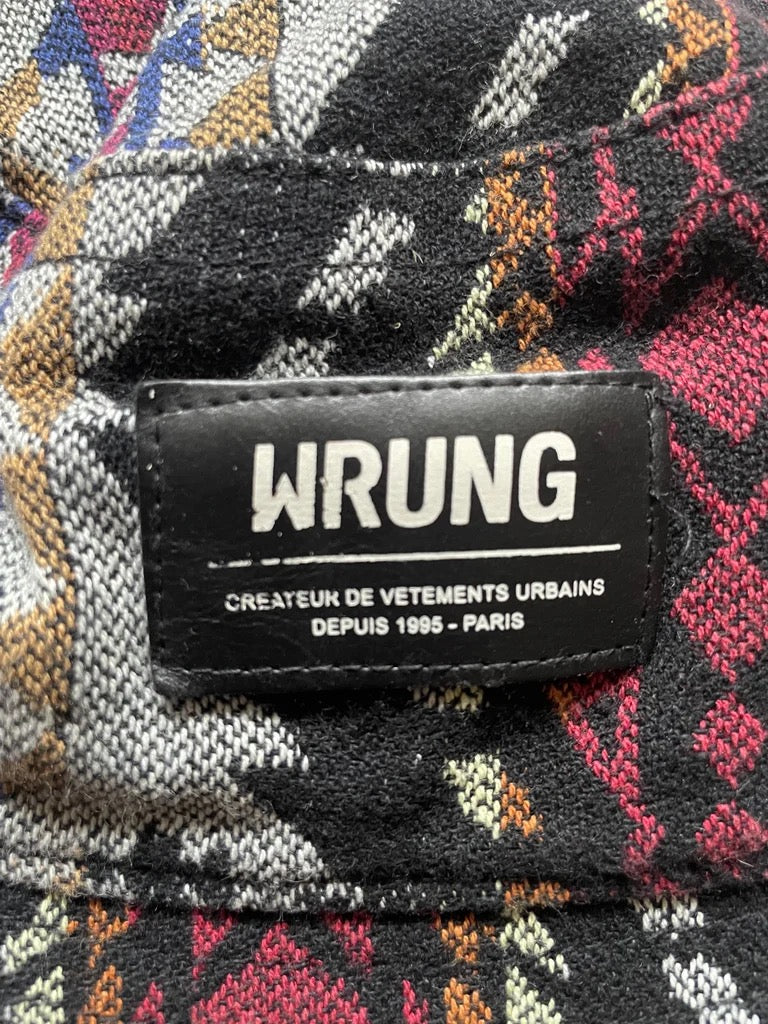 WRUNG
CREATEUR DE VETEMENTS URBAINS
DEPUIS 1995 - PARIS